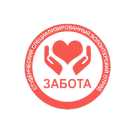 СТУДЕНЧЕСКИЙ СПЕЦИАЛИЗИРОВАННЫЙ ВОЛОНТЕРСКИЙ ОТРЯД
ЗАБОТА